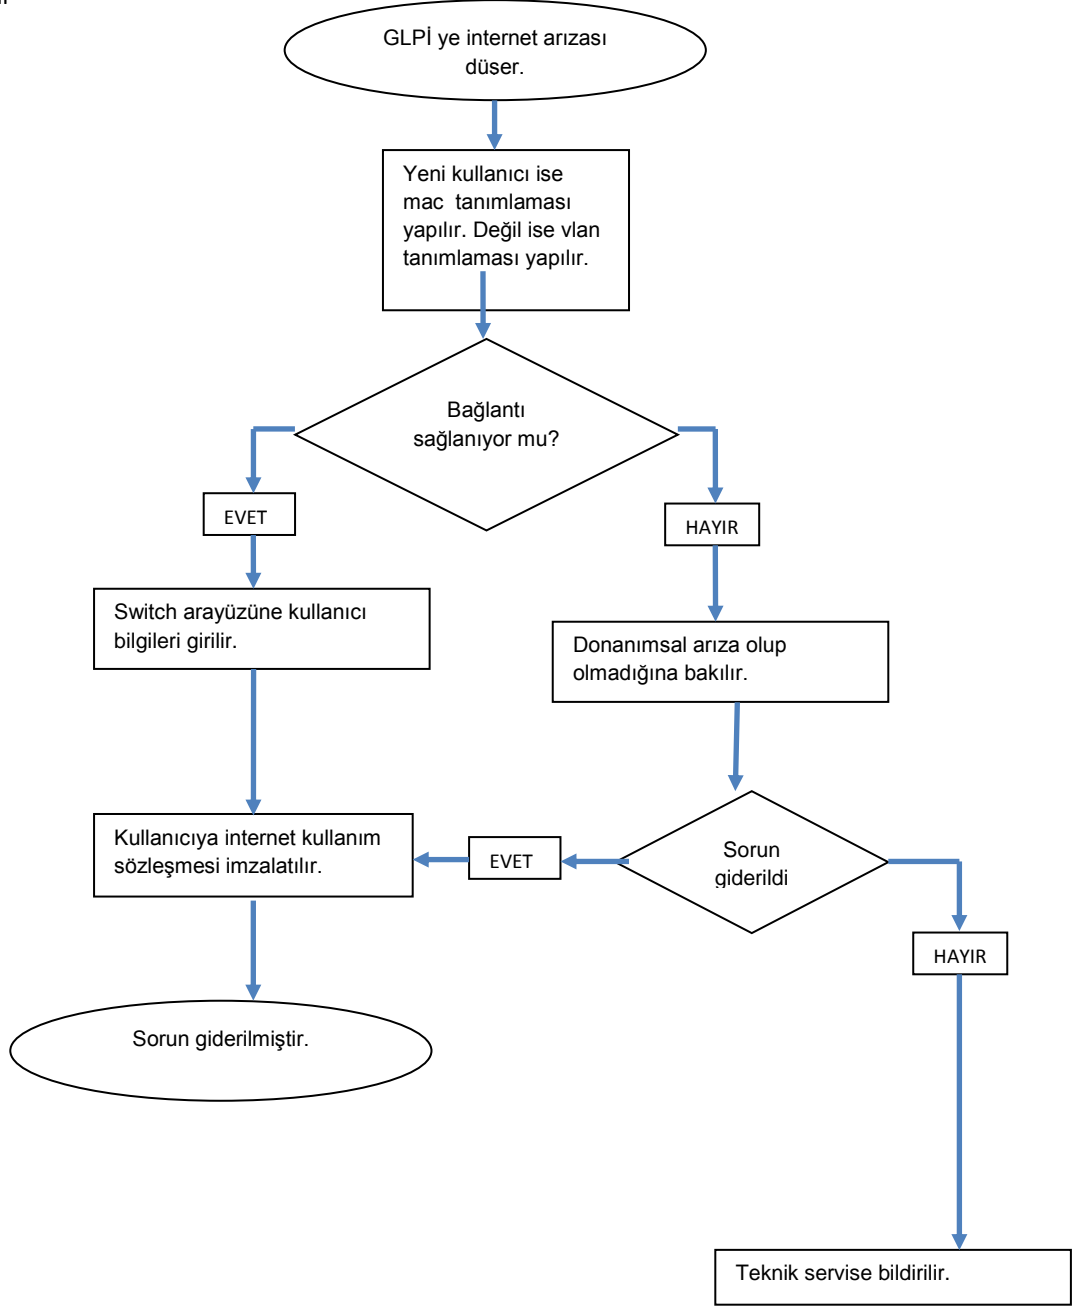 GLPİ ye internet arızası
düser.
Yeni kullanıcı ise
mac tanımlaması
yapılır. Değil ise vlan
tanımlaması yapılır.
Bağlantı
sağlanıyor mu?
EVET
HAYIR
Switch arayüzüne kullanıcı
bilgileri girilir.
Donanımsal arıza olup
olmadığına bakılır.
Kullanıcıya internet kullanım
sözleşmesi imzalatılır.
EVET
Sorun
giderildi
HAYIR
Sorun giderilmiştir.
Teknik servise bildirilir.